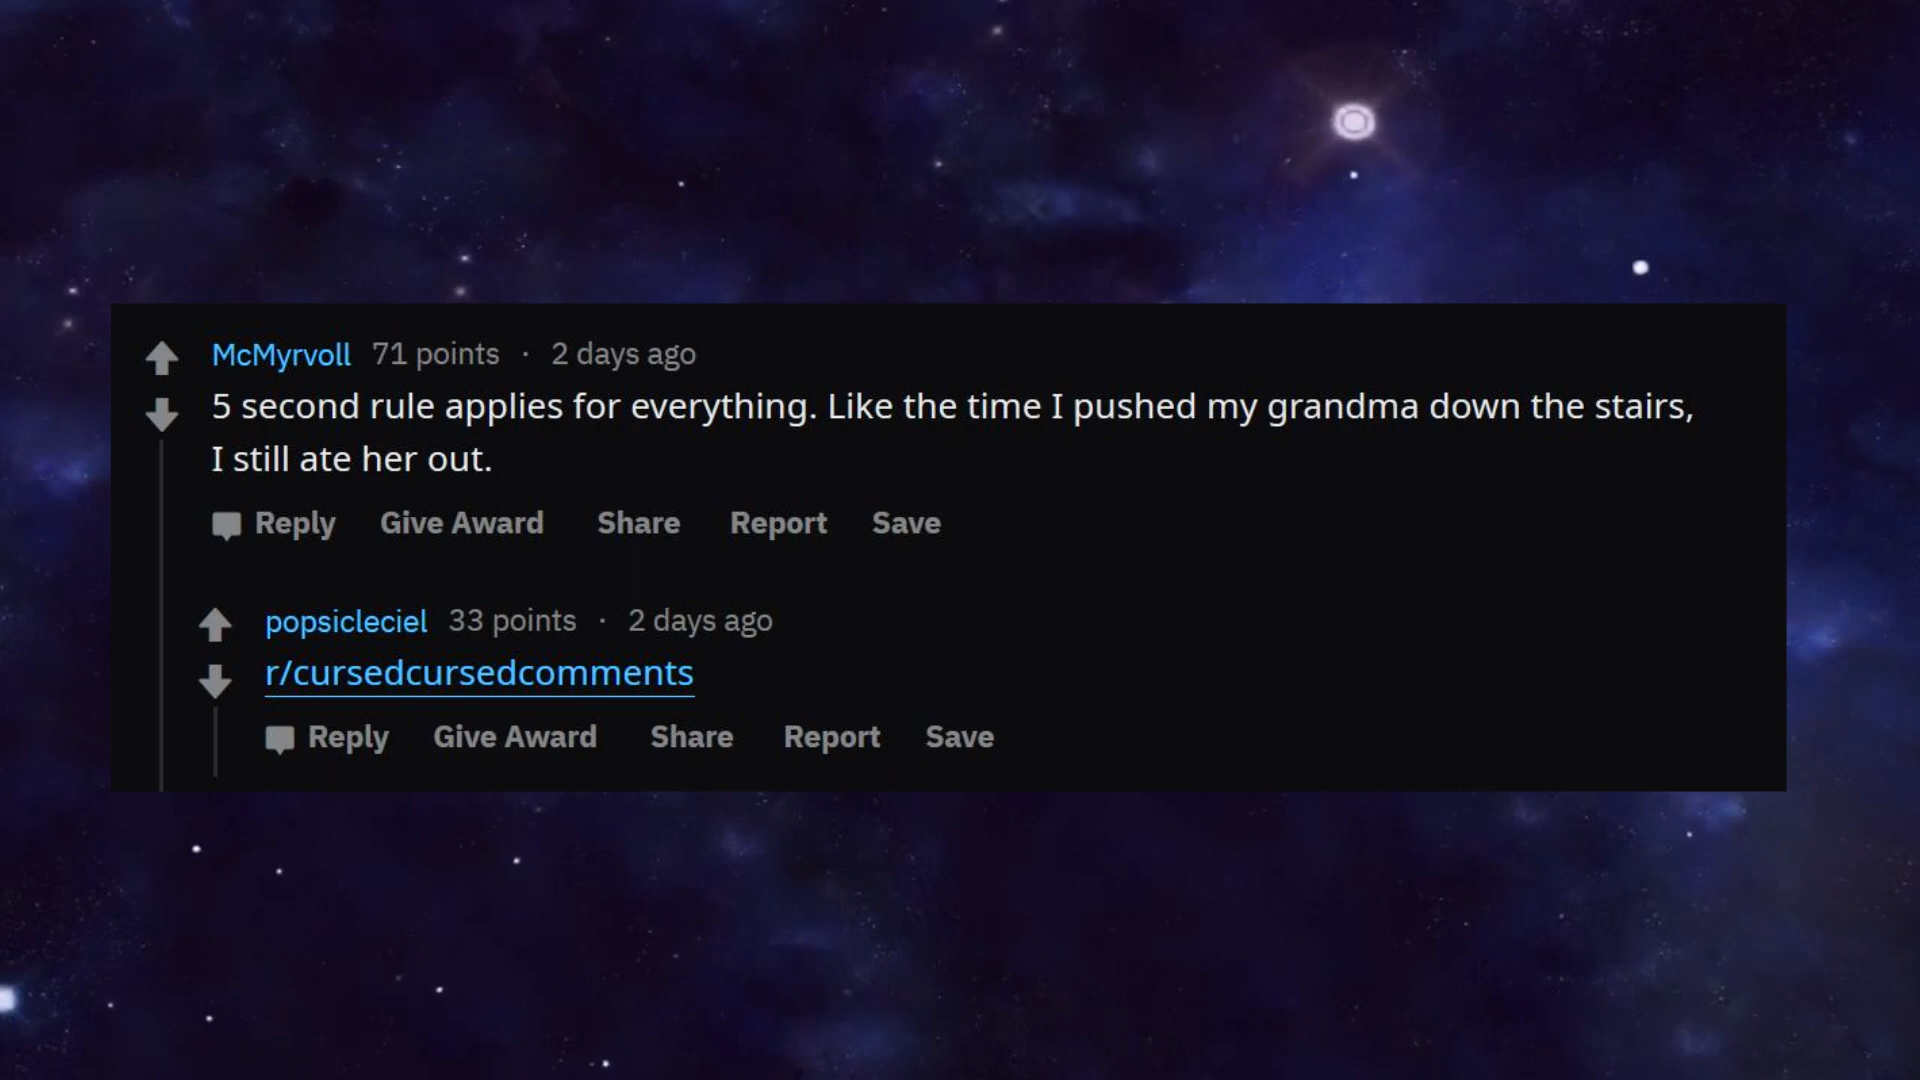 McMyrvoll 71 points · 2 days ago
5 second rule applies for everything. Like the time I pushed my grandma down the stairs,
I still ate her out.
Reply Give Award Share Report Save
popsicleciel 33 points · 2 days ago
r/cursedcursedcomments
Reply Give Award Share Report Save